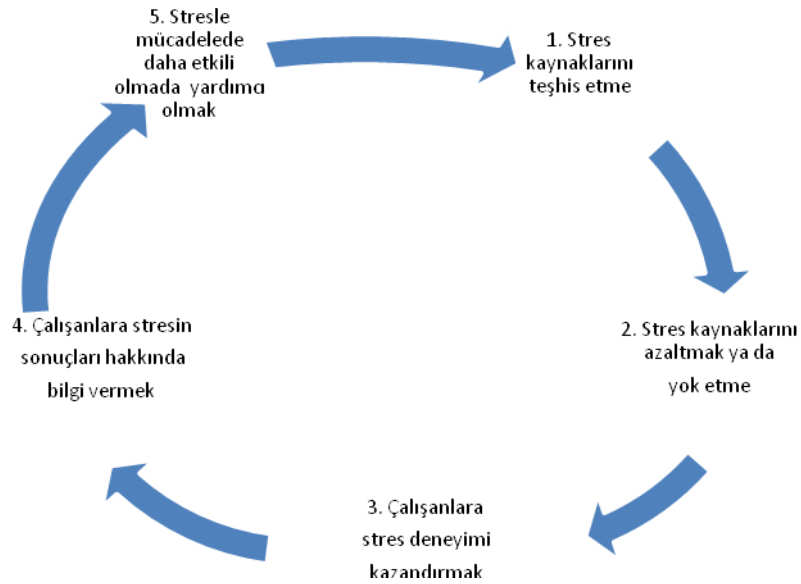 5. Stresle
mücadelede
daha etkili
olmada yardımcı
olmak
1. Stres
kaynaklarını
teşhis etme
2. Stres kaynaklarını
azaltmak ya da
yok etme
3. Çalışanlara
stres deneyimi
kazandırmak
4. Çalışanlara stresin
sonuçları hakkında
bilgi vermek